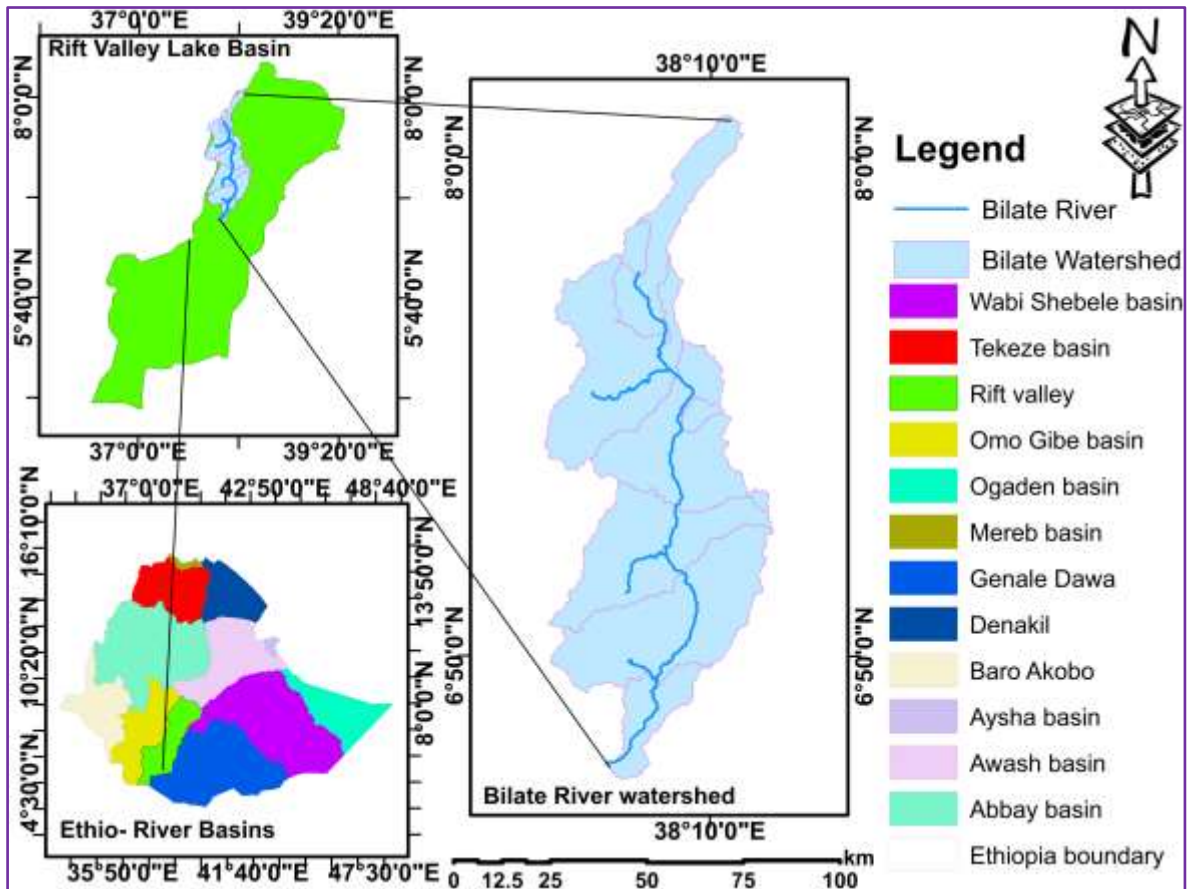 37°0'0"E 39°20'0"E
Rift Valley Lake Basin
8°0'0"N
8°0'0"N
5°40'0"N
5°40'0"N
37°0'0"E 39°20'0"E
38°10'0"E
8°0'0"N
8°0'0"N
6°50'0"N
6°50'0"N
Bilate River watershed
38°10'0"E
37°0'0"E 42°50'0"E 48°40'0"E
16°10'0"N
10°20'0"N
4°30'0"N
13°50'0"N
8°0'0"N
Ethio- River Basins
35°50'0"E 41°40'0"E 47°30'0"E
km
0 12.5 25 50 75 100
N
Legend
Bilate River
Bilate Watershed
Wabi Shebele basin
Tekeze basin
Rift valley
Omo Gibe basin
Ogaden basin
Mereb basin
Genale Dawa
Denakil
Baro Akobo
Aysha basin
Awash basin
Abbay basin
Ethiopia boundary